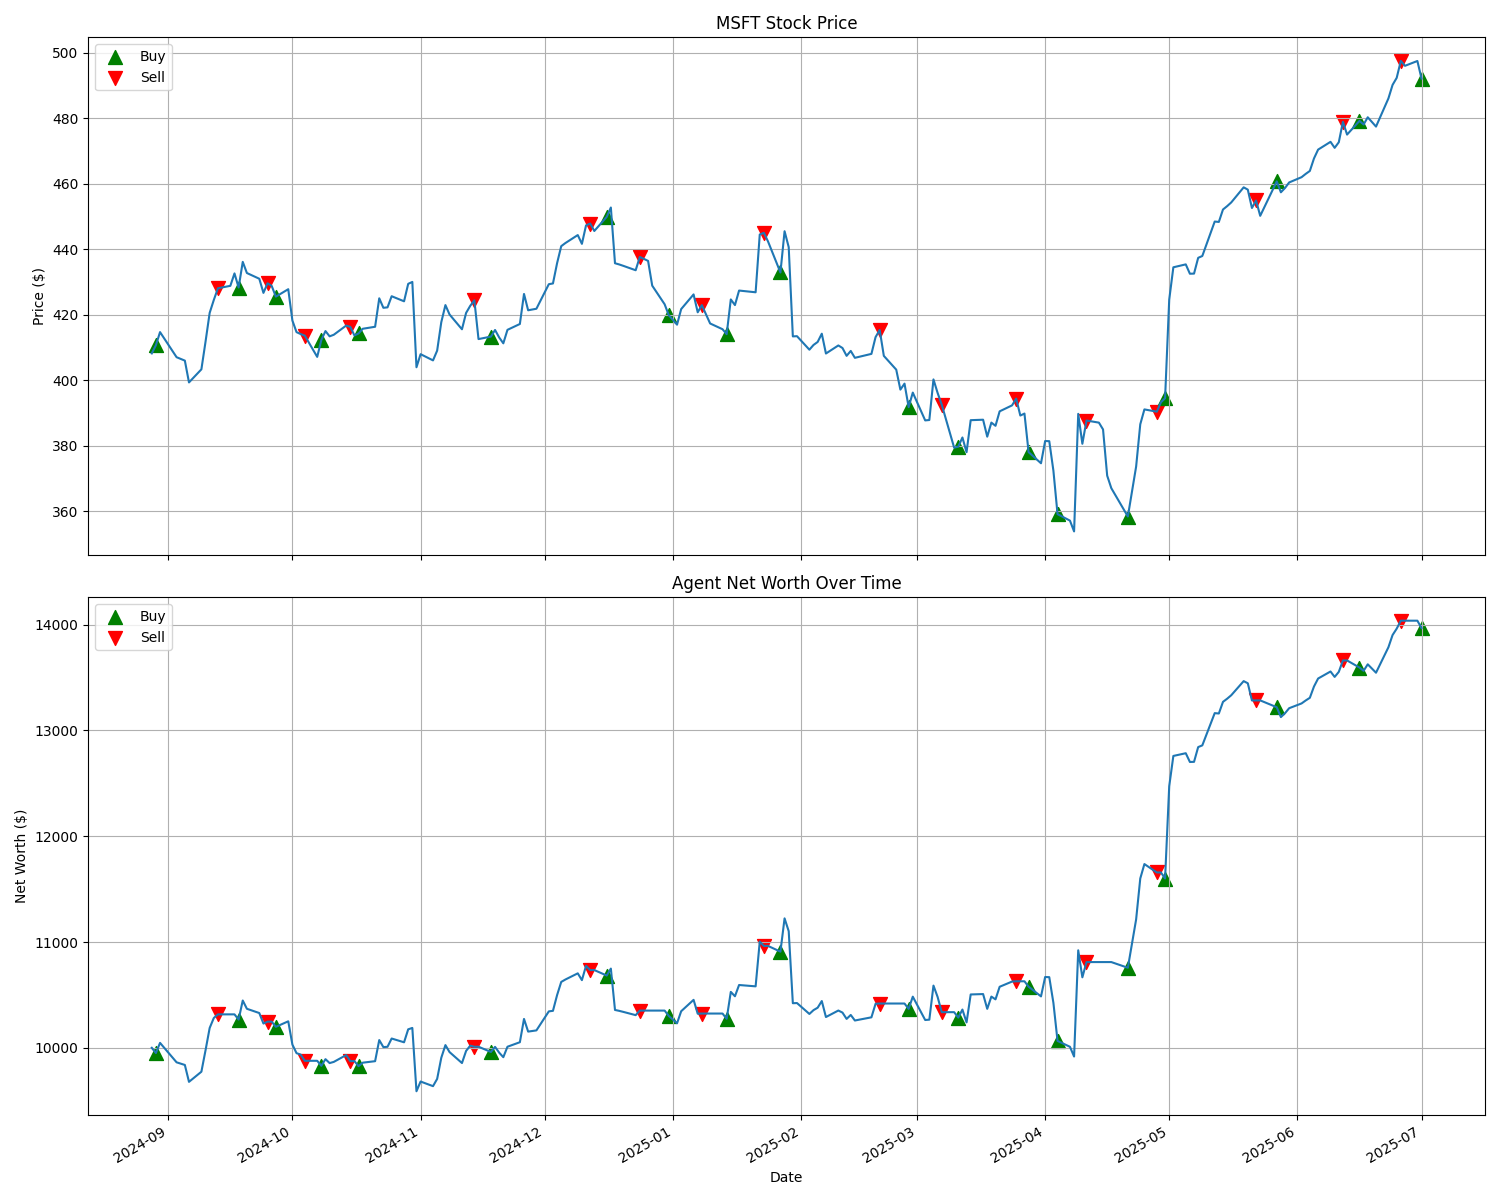 MSFT Stock Price
Buy
Sell
500
480
460
440
420
400
380
360
Price ($)
Agent Net Worth Over Time
Buy
Sell
14000
13000
12000
11000
10000
Net Worth ($)
2024-09
2024-10
2024-11
2024-12
2025-01
2025-02
2025-03
2025-04
2025-05
2025-06
2025-07
Date